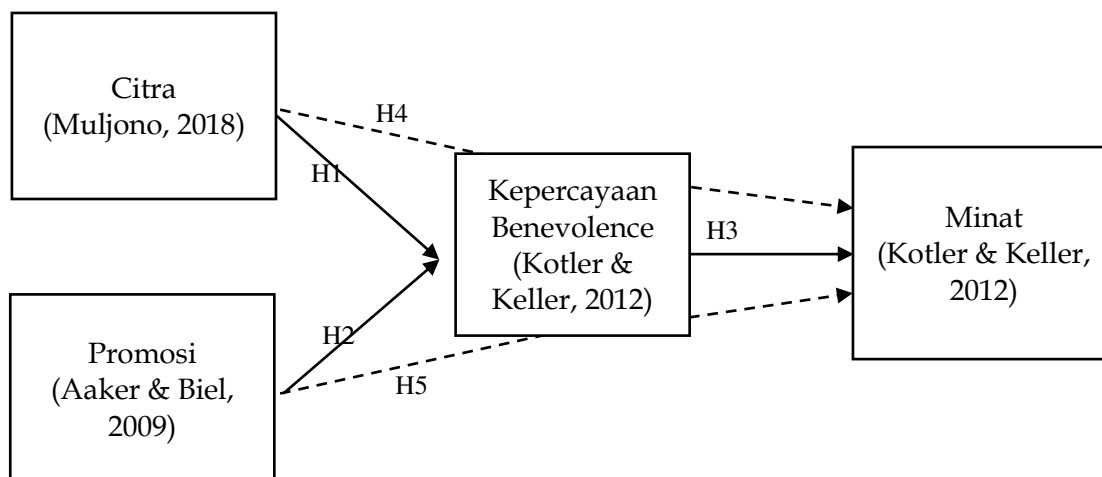 Citra
(Muljono, 2018)
H4
H1
Kepercayaan
Benevolence
(Kotler &
Keller, 2012)
H3
Minat
(Kotler & Keller,
2012)
H2
Promosi
(Aaker & Biel,
2009)
H5